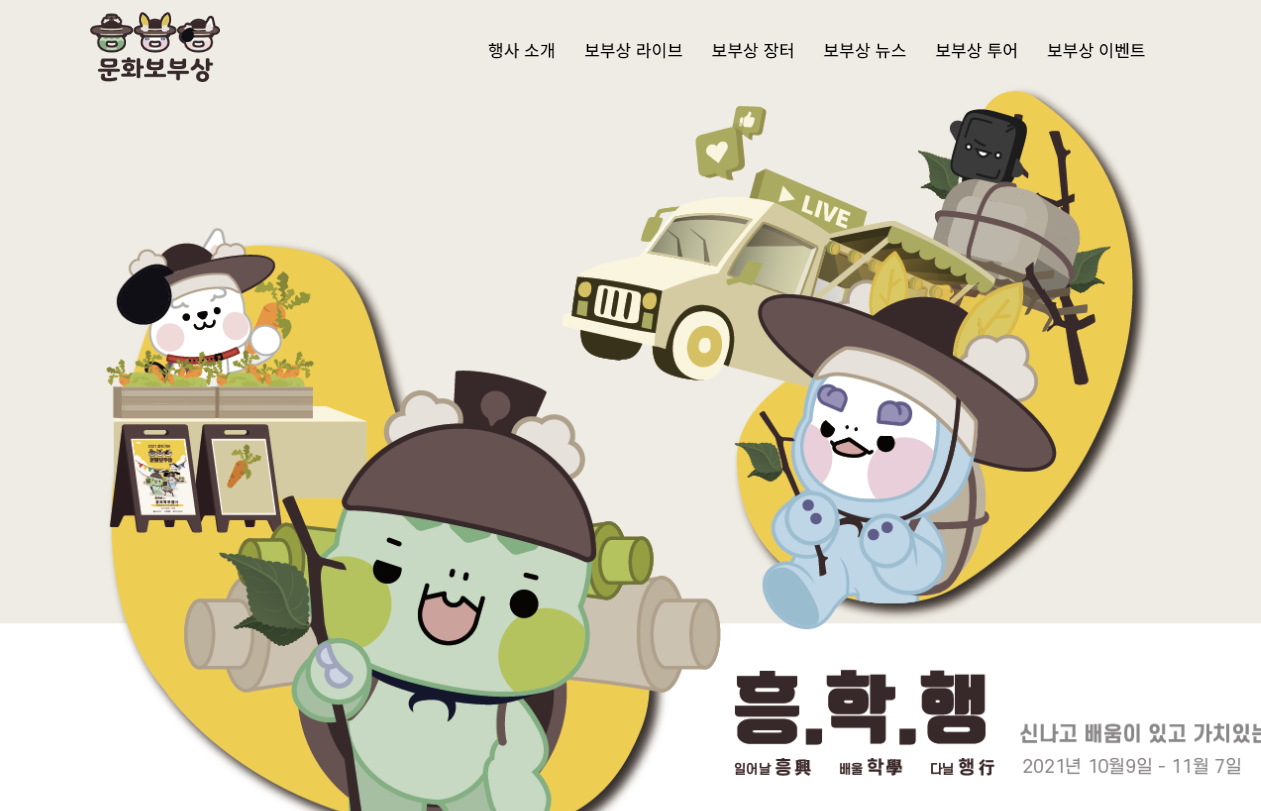 문화보부상
행사 소개 보부상 라이브 보부상 장터 보부상 뉴스 보부상 투어 보부상 이벤트
LIVE
흥.학.행
신나고 배움이 있고 가치있는
일어날 흥 興 배울 학 學 다닐 행 行
2021년 10월9일 - 11월 7일